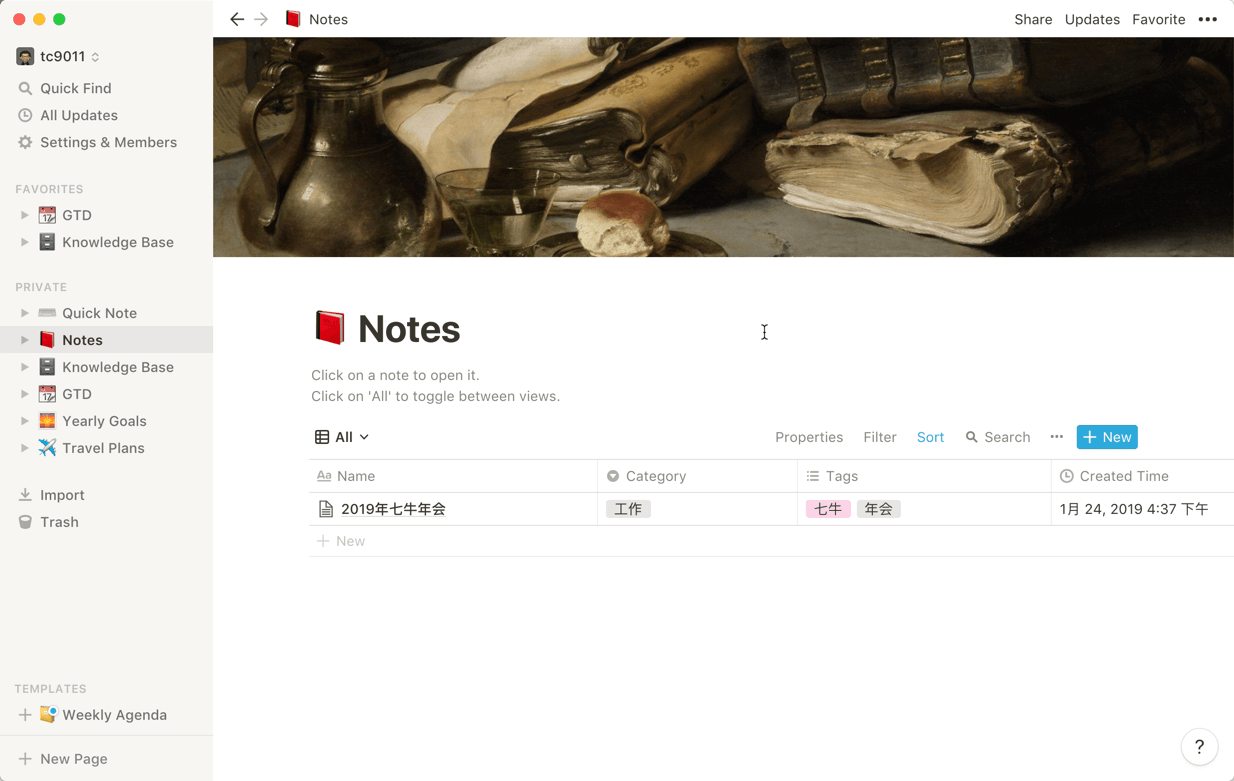 Notes
Share Updates Favorite
tc9011
Quick Find
All Updates
Settings & Members
FAVORITES
GTD
Knowledge Base
PRIVATE
Quick Note
Notes
Knowledge Base
GTD
Yearly Goals
Travel Plans
Import
Trash
TEMPLATES
Weekly Agenda
New Page
Notes
Click on a note to open it.
Click on 'All' to toggle between views.
All Properties Filter Sort Search New
Aa Name Category Tags Created Time
2019年七牛年会 工作 七牛 年会 1月 24, 2019 4:37 下午
New
?